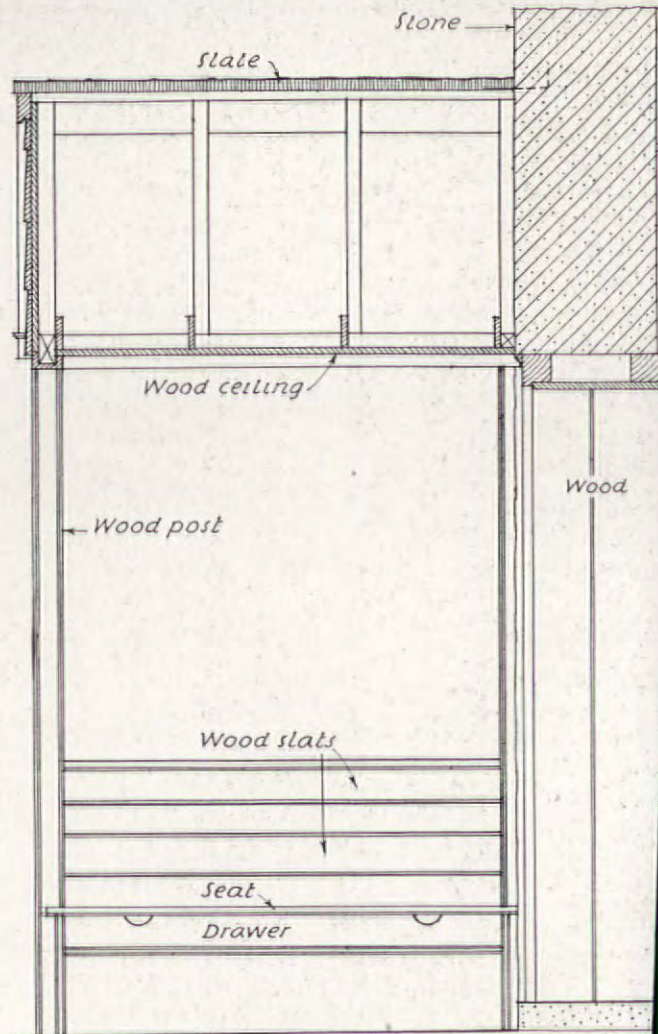 Stone
Slate
Wood ceiling
Wood
Wood post
Wood slats
Seat
Drawer